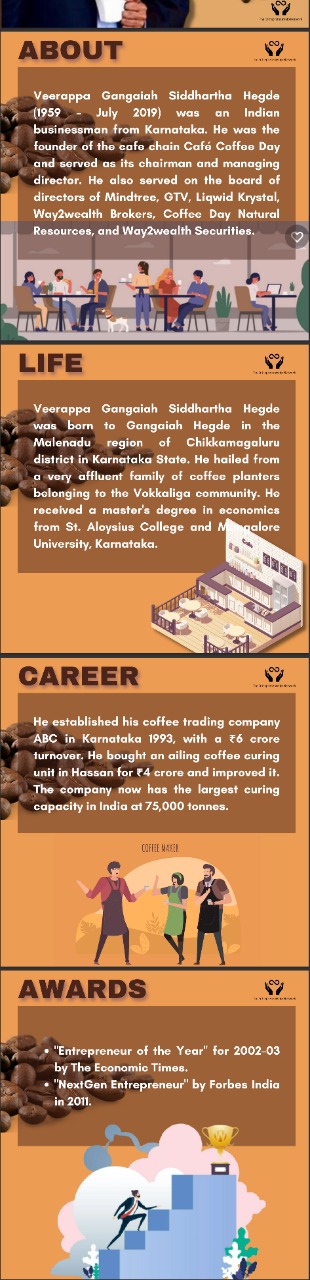 ABOUT
Veerappa Gangaiah Siddhartha Hegde
(1959 – July 2019) was an Indian
businessman from Karnataka. He was the
founder of the cafe chain Café Coffee Day
and served as its chairman and managing
director. He also served on the board of
directors of Mindtree, GTV, Liqwid Krystal,
Way2wealth Brokers, Coffee Day Natural
Resources, and Way2wealth Securities.
LIFE
Veerappa Gangaiah Siddhartha Hegde
was born to Gangaiah Hegde in the
Malenadu region of Chikkamagaluru
district in Karnataka State. He hailed from
a very affluent family of coffee planters
belonging to the Vokkaliga community. He
received a master's degree in economics
from St. Aloysius College and Mangalore
University, Karnataka.
CAREER
He established his coffee trading company
ABC in Karnataka 1993, with a ₹6 crore
turnover. He bought an ailing coffee curing
unit in Hassan for ₹4 crore and improved it.
The company now has the largest curing
capacity in India at 75,000 tonnes.
COFFEE MAKER
AWARDS
• "Entrepreneur of the Year" for 2002-03
by The Economic Times.
• "NextGen Entrepreneur" by Forbes India
in 2011.